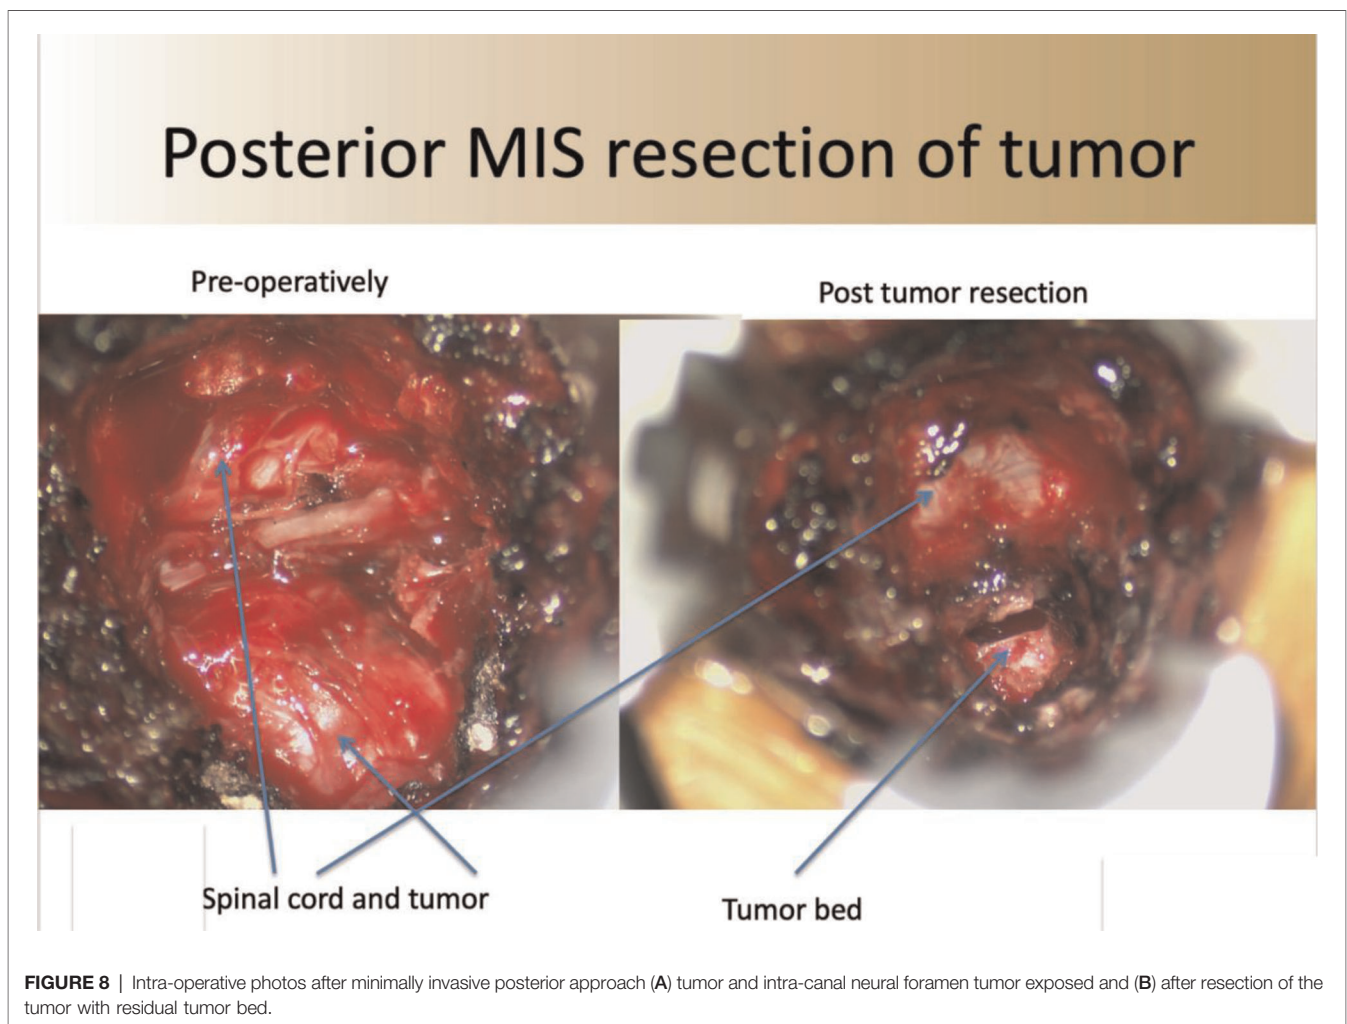 Posterior MIS resection of tumor
Pre-operatively
Post tumor resection
Spinal cord and tumor
Tumor bed
FIGURE 8 | Intra-operative photos after minimally invasive posterior approach (A) tumor and intra-canal neural foramen tumor exposed and (B) after resection of the
tumor with residual tumor bed.